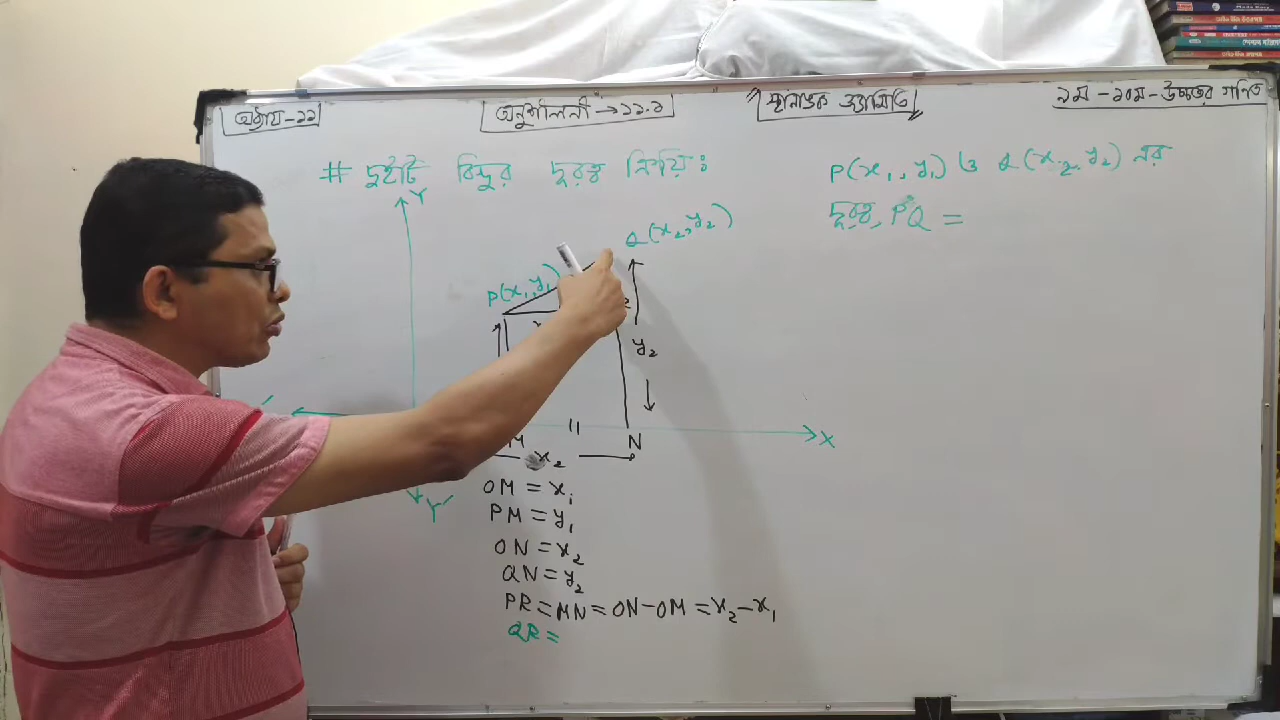 অধ্যায়-১১
অনুশীলনী→১১.১
"স্থানাঙ্ক জ্যামিতি"
৯ম-১০ম-উচ্চতর গণিত
# দুইটি বিন্দুর দূরত্ব নির্ণয়ঃ
P(x₁, y₁) ও Q(x₂, y₂) এর
দূরত্ব, PQ =
Y
Q(x₂, y₂)
P(x₁, y₁)
y₂
M
N
X
x₂
Y′
OM = x₁
PM = y₁
ON = x₂
QN = y₂
PR = MN = ON-OM = x₂-x₁
QR =